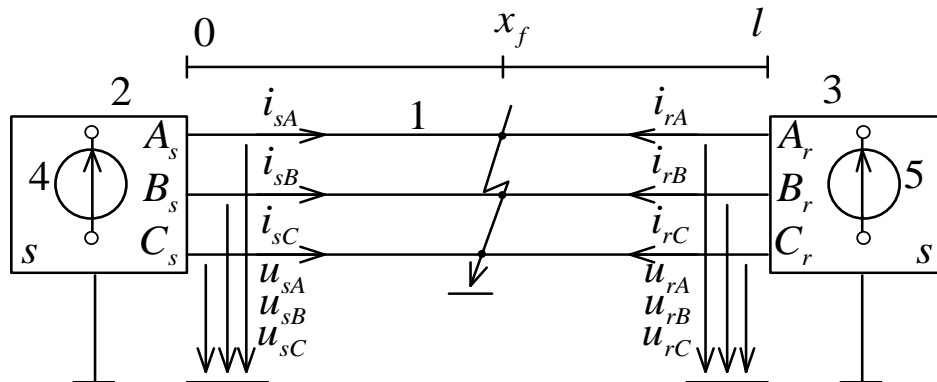 0 x_f l
2 i_sA 1 i_rA 3
A_s A_r
4 B_s i_sB i_rB B_r 5
s C_s i_sC i_rC C_r s
u_sA u_rA
u_sB u_rB
u_sC u_rC